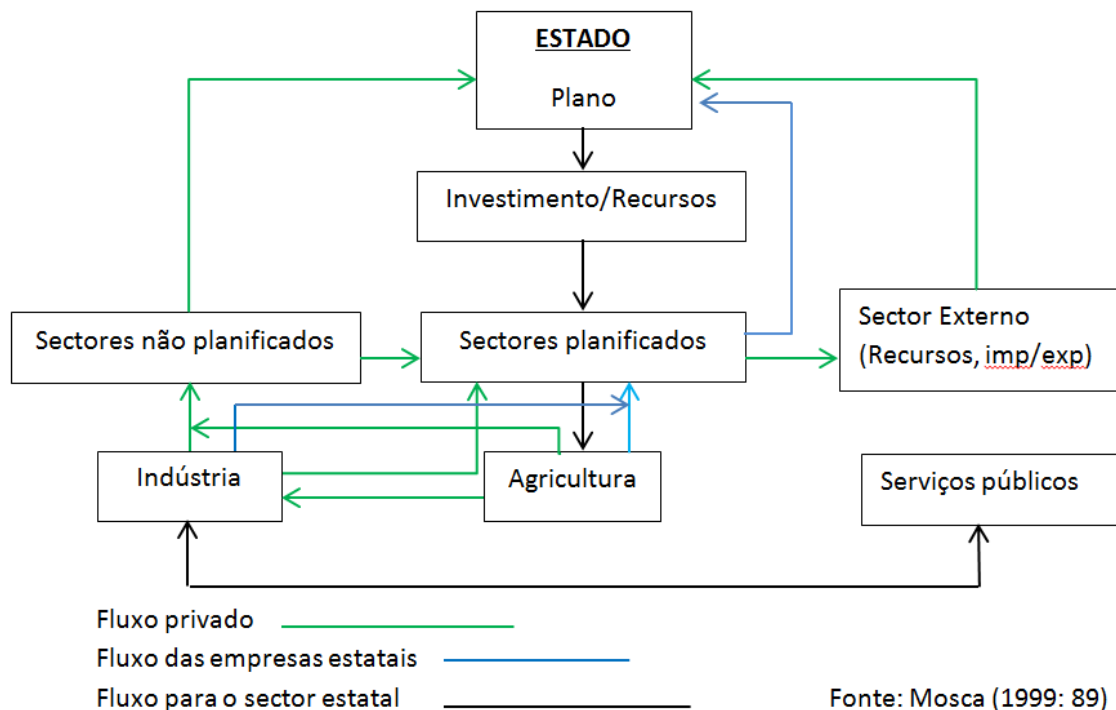 ESTADO
Plano
Investimento/Recursos
Sectores não planificados
Sectores planificados
Sector Externo
(Recursos, imp/exp)
Indústria
Agricultura
Serviços públicos
Fluxo privado
Fluxo das empresas estatais
Fluxo para o sector estatal
Fonte: Mosca (1999: 89)